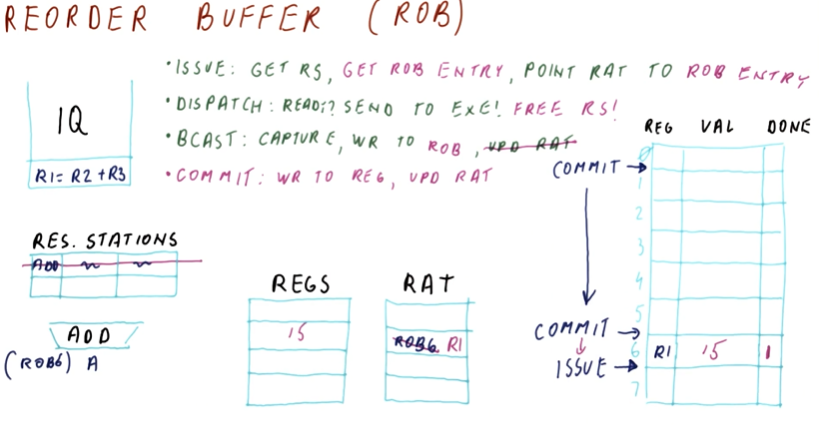 REORDER BUFFER (ROB)
• ISSUE: GET RS, GET ROB ENTRY, POINT RAT TO ROB ENTRY
• DISPATCH: READY? SEND TO EXE! FREE RS!
• BCAST: CAPTURE, WR TO ROB, UPD RAT
• COMMIT: WR TO REG, UPD RAT
IQ
R1= R2 +R3
RES. STATIONS
ADD
ADD
(ROB6) A
REGS
15
RAT
ROB6 R1
COMMIT →
COMMIT →
ISSUE →
REG VAL DONE
0
1
2
3
4
5
6 R1 15 1
7